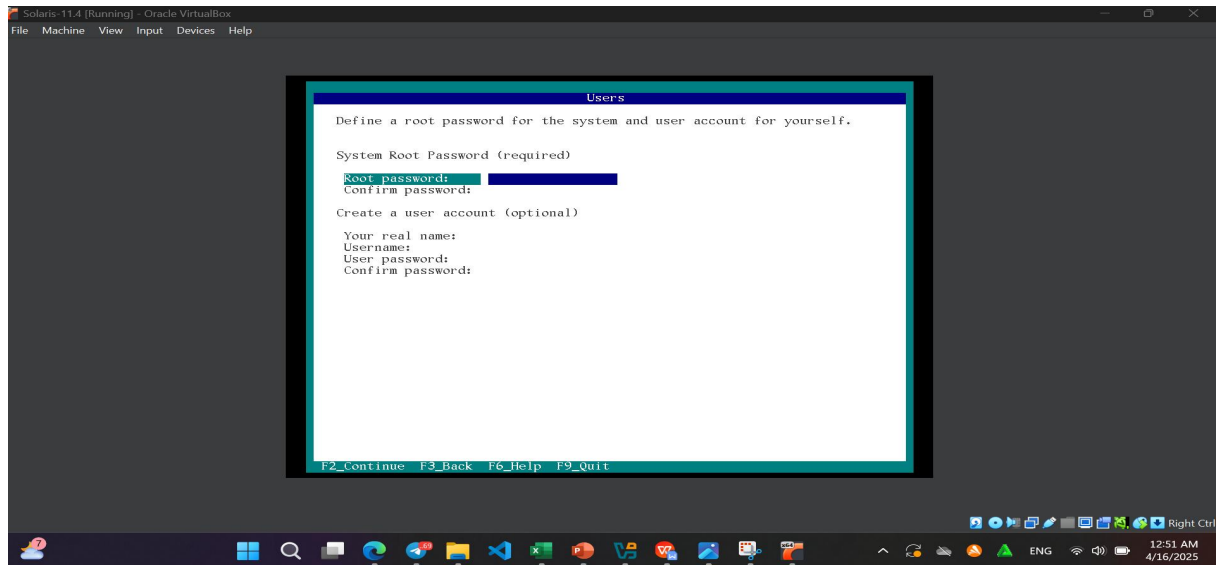 Solaris-11.4 [Running] - Oracle VirtualBox
File Machine View Input Devices Help
Users
Define a root password for the system and user account for yourself.
System Root Password (required)
Root password:
Confirm password:
Create a user account (optional)
Your real name:
Username:
User password:
Confirm password:
F2_Continue F3_Back F6_Help F9_Quit
Right Ctrl
7
69
X64
ENG
12:51 AM
4/16/2025